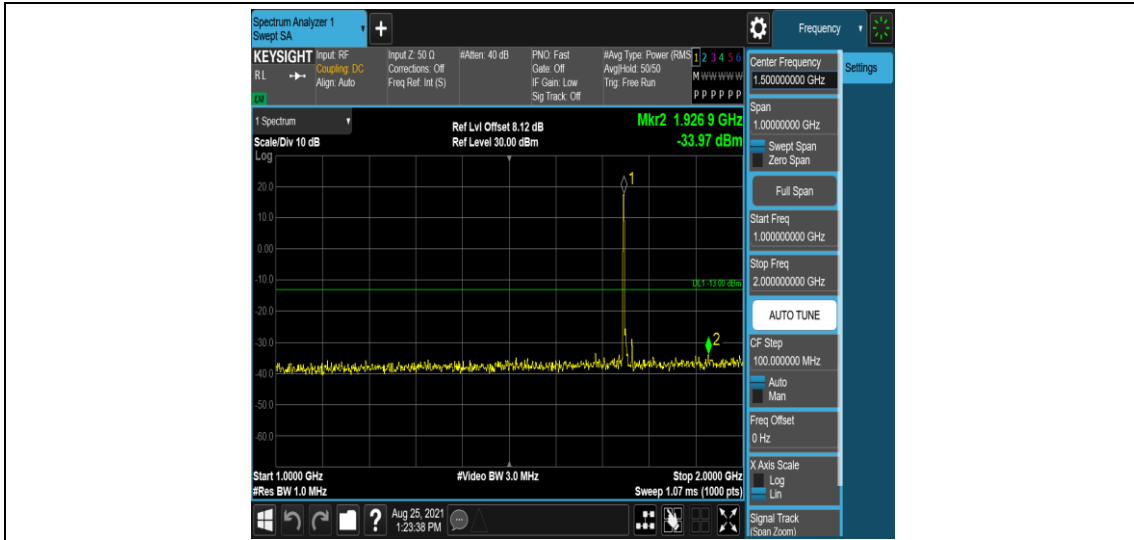 Spectrum Analyzer 1
Swept SA
+
Frequency
KEYSIGHT
RL
LXI
Input: RF
Coupling: DC
Align: Auto
Input Z: 50 Ω
Corrections: Off
Freq Ref: Int (S)
#Atten: 40 dB
PNO: Fast
Gate: Off
IF Gain: Low
Sig Track: Off
#Avg Type: Power (RMS
Avg|Hold: 50/50
Trig: Free Run
1 2 3 4 5 6
M W W W W W
P P P P P P
1 Spectrum
Scale/Div 10 dB
Log
Ref Lvl Offset 8.12 dB
Ref Level 30.00 dBm
Mkr2 1.926 9 GHz
-33.97 dBm
20.0
10.0
0.00
-10.0
-20.0
-30.0
-40.0
-50.0
-60.0
1
DL1 -13.00 dBm
2
Start 1.0000 GHz
#Res BW 1.0 MHz
#Video BW 3.0 MHz
Stop 2.0000 GHz
Sweep 1.07 ms (1000 pts)
Center Frequency
1.500000000 GHz
Settings
Span
1.00000000 GHz
Swept Span
Zero Span
Full Span
Start Freq
1.000000000 GHz
Stop Freq
2.000000000 GHz
AUTO TUNE
CF Step
100.000000 MHz
Auto
Man
Freq Offset
0 Hz
X Axis Scale
Log
Lin
Signal Track
(Span Zoom)
?
Aug 25, 2021
1:23:38 PM